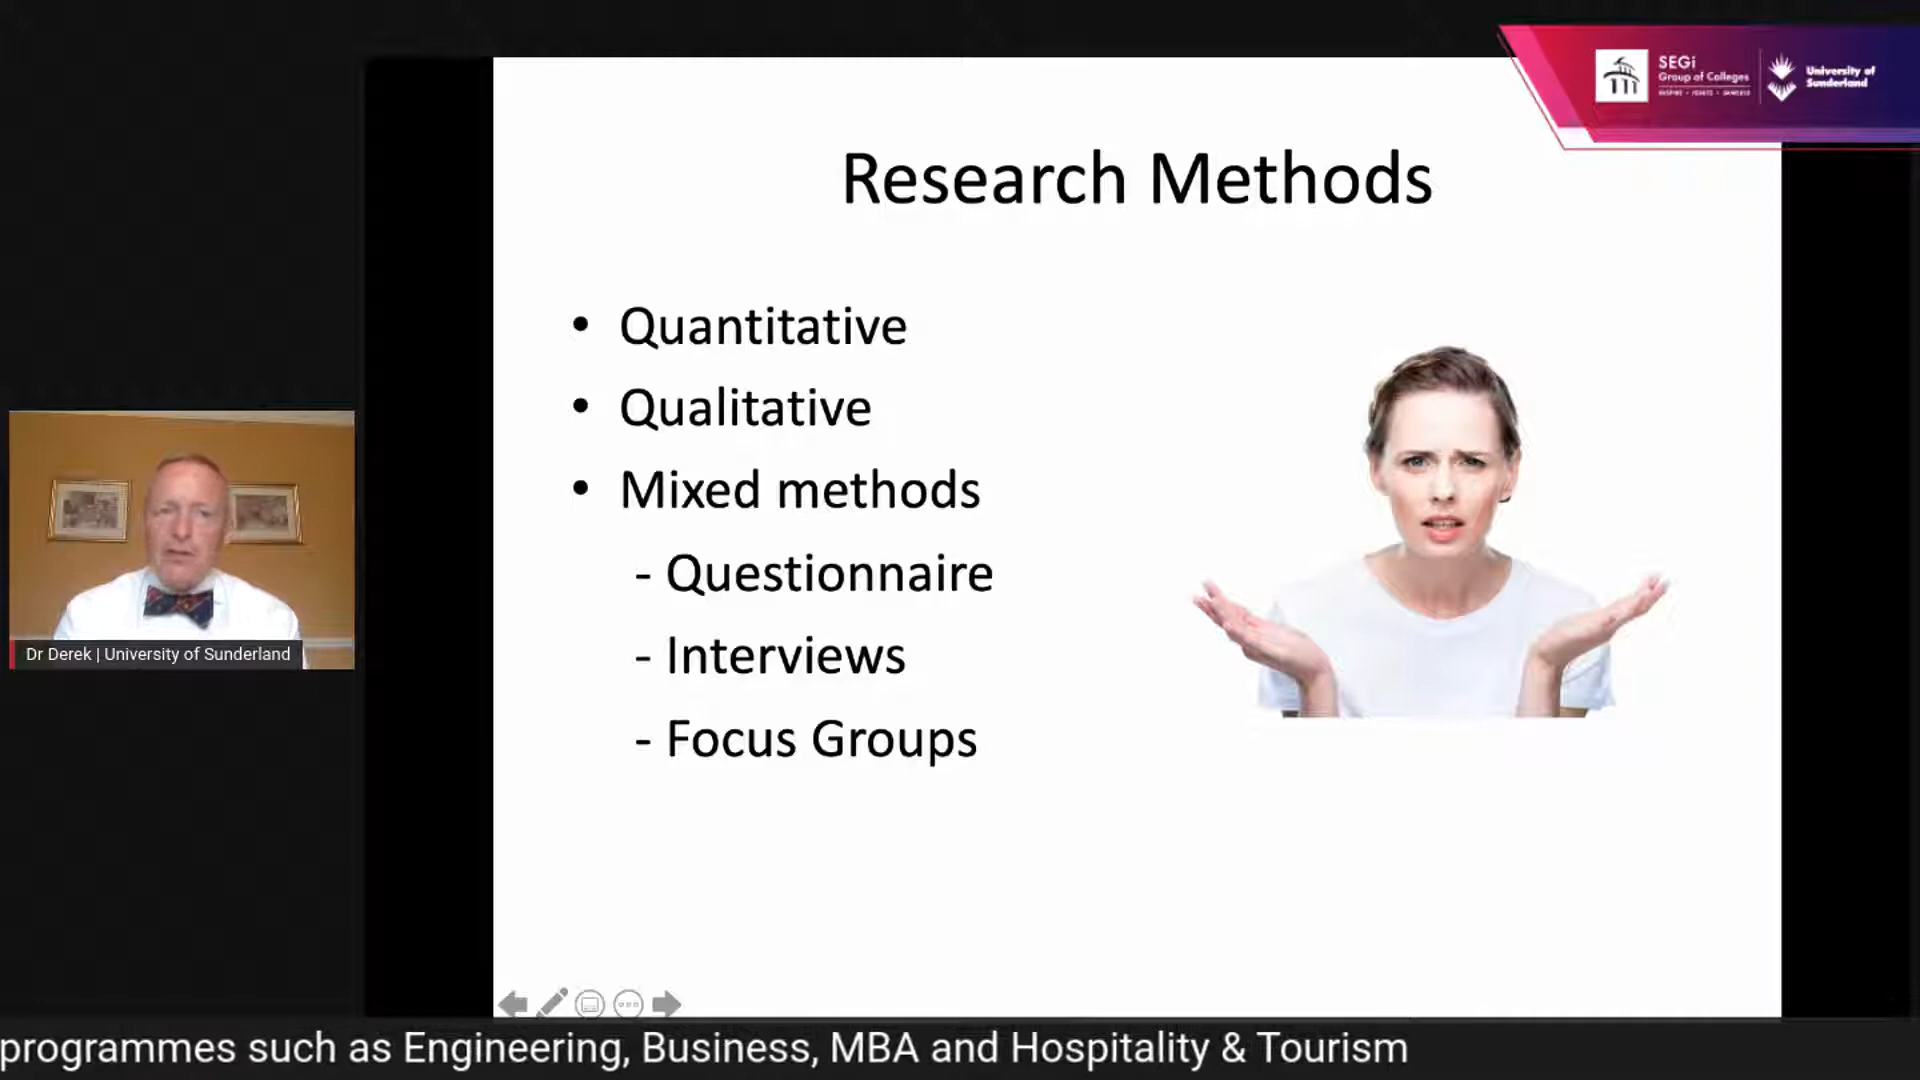 SEGi
Group of Colleges
University of
Sunderland
Research Methods
• Quantitative
• Qualitative
• Mixed methods
- Questionnaire
- Interviews
- Focus Groups
Dr Derek | University of Sunderland
programmes such as Engineering, Business, MBA and Hospitality & Tourism